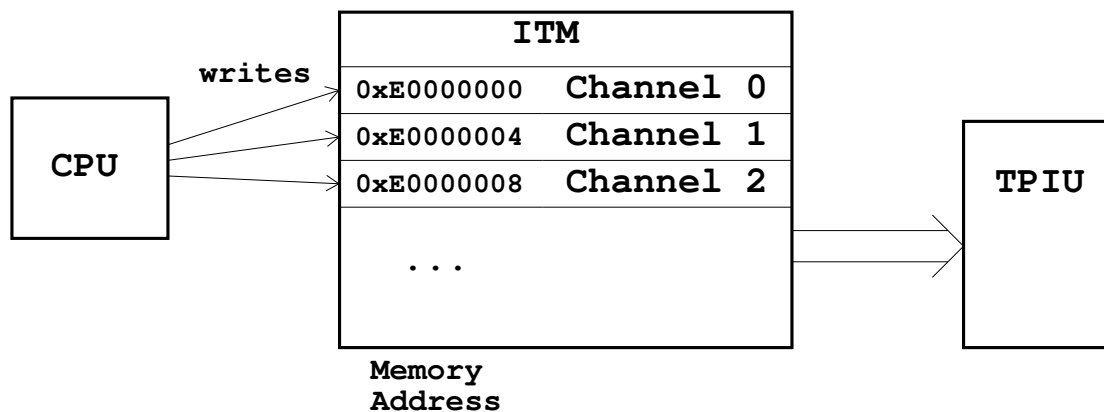 ITM
writes
0xE0000000 Channel 0
0xE0000004 Channel 1
CPU
0xE0000008 Channel 2
TPIU
...
Memory
Address